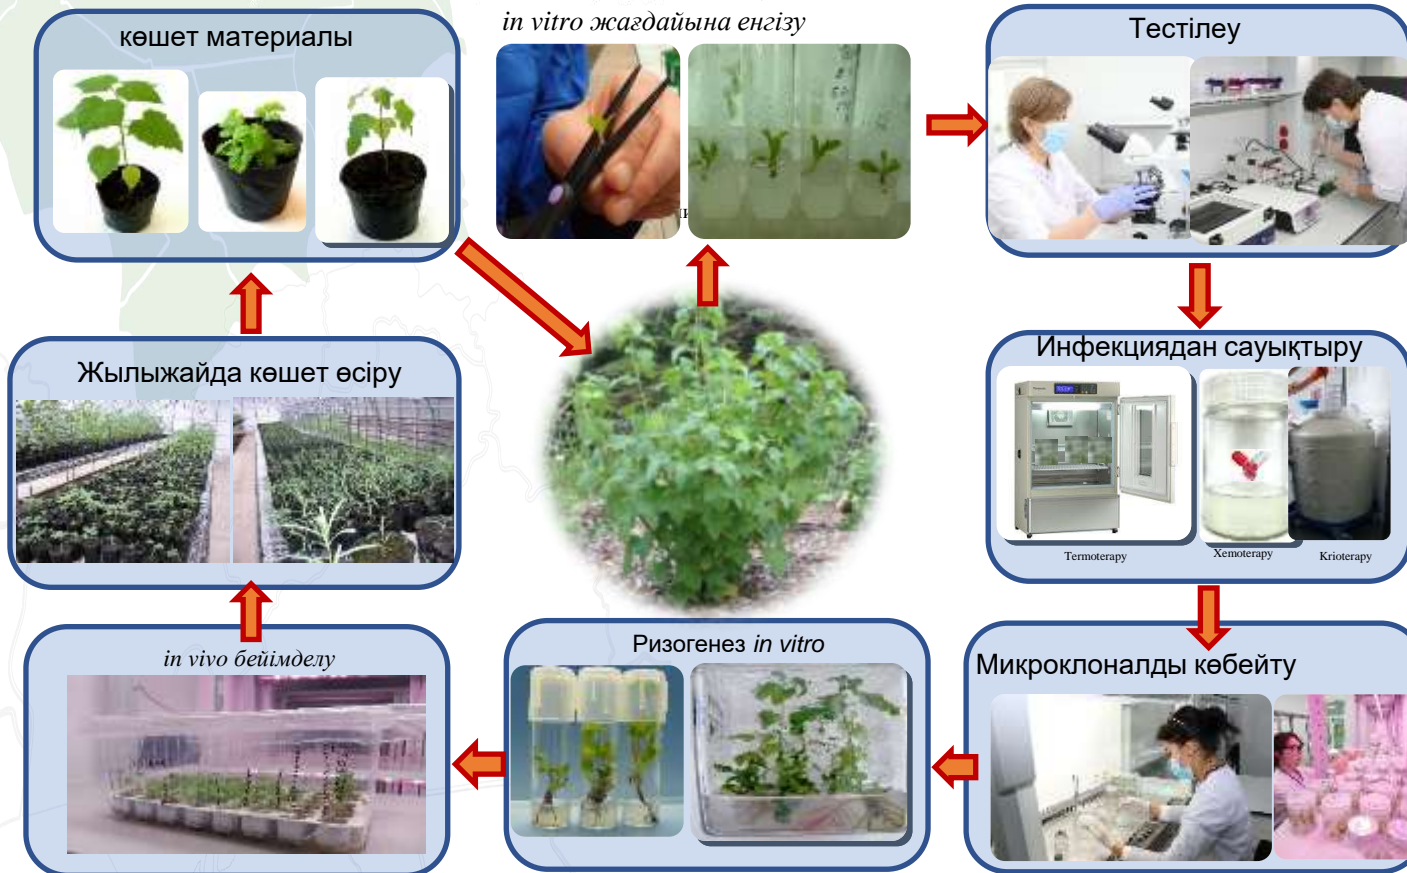 көшет материалы
in vitro жағдайына енгізу
Тестілеу
Инфекциядан сауықтыру
Termoterapy
Xemoterapy
Krioterapy
Микроклоналды көбейту
Ризогенез in vitro
in vivo бейімделу
Жылыжайда көшет өсіру